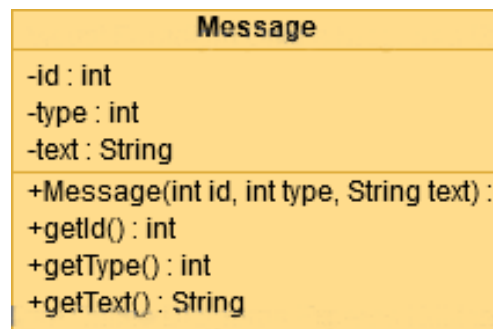 Message
-id : int
-type : int
-text : String
+Message(int id, int type, String text) :
+getId() : int
+getType() : int
+getText() : String